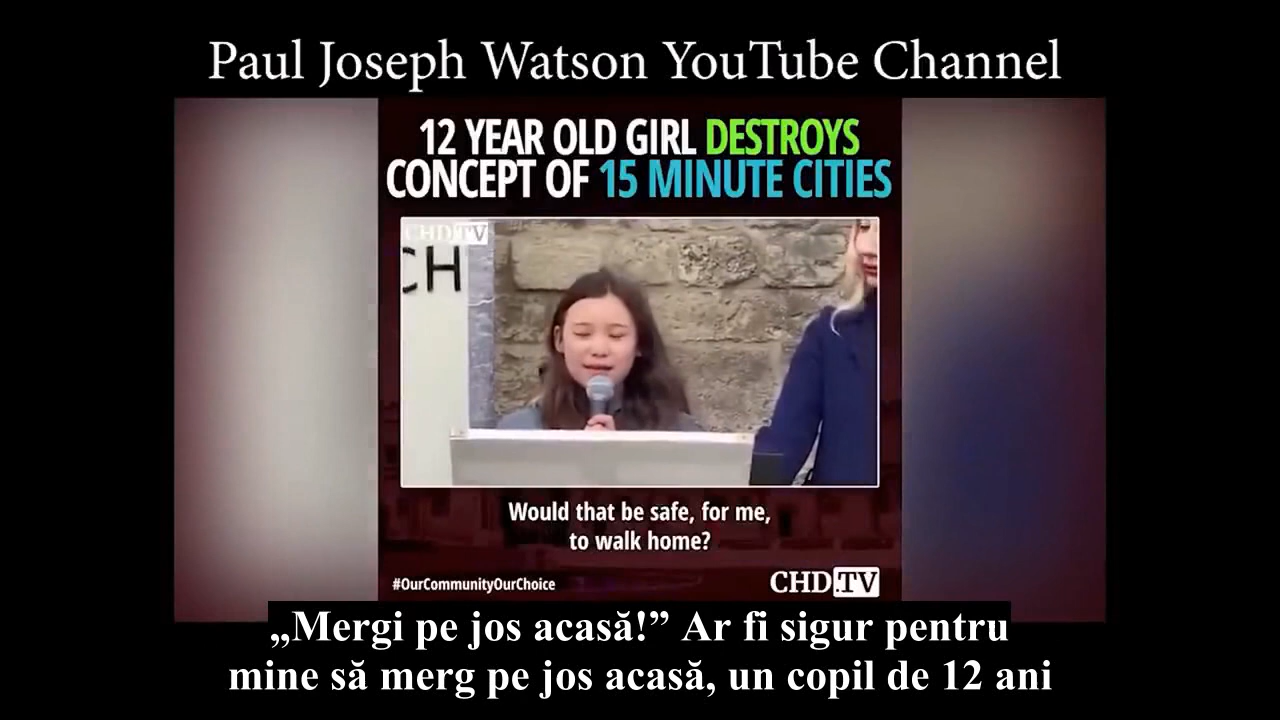 Paul Joseph Watson YouTube Channel
12 YEAR OLD GIRL DESTROYS
CONCEPT OF 15 MINUTE CITIES
CHD.TV
CH
Would that be safe, for me,
to walk home?
#OurCommunityOurChoice
CHD.TV
„Mergi pe jos acasă!” Ar fi sigur pentru
mine să merg pe jos acasă, un copil de 12 ani